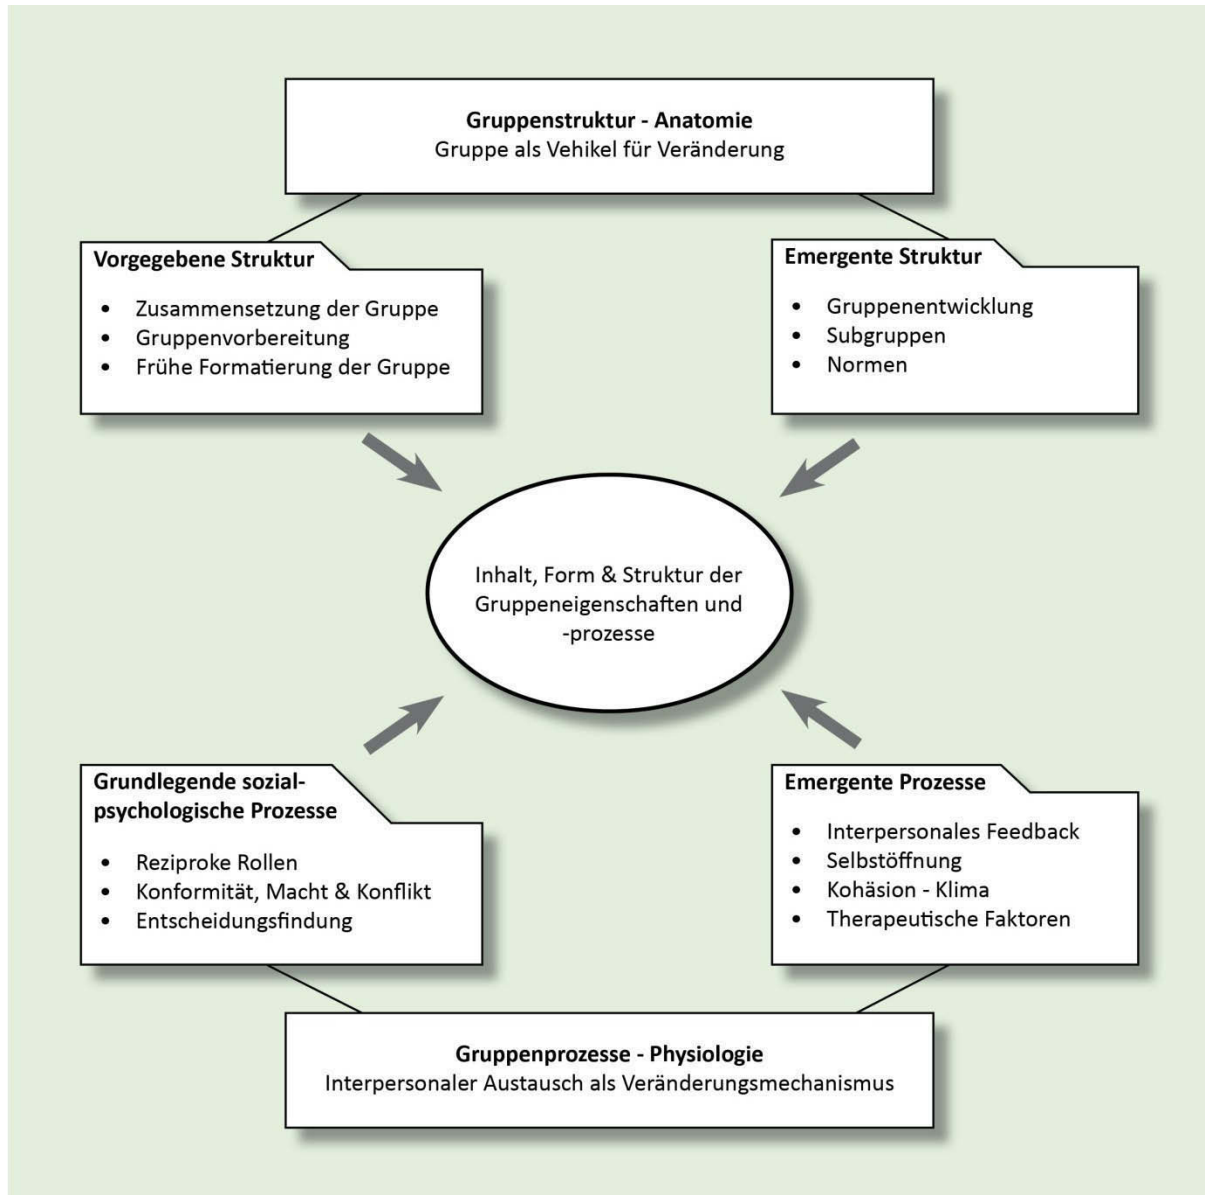 Gruppenstruktur - Anatomie
Gruppe als Vehikel für Veränderung
Vorgegebene Struktur
• Zusammensetzung der Gruppe
• Gruppenvorbereitung
• Frühe Formatierung der Gruppe
Emergente Struktur
• Gruppenentwicklung
• Subgruppen
• Normen
Inhalt, Form & Struktur der
Gruppeneigenschaften und
-prozesse
Grundlegende sozial-
psychologische Prozesse
• Reziproke Rollen
• Konformität, Macht & Konflikt
• Entscheidungsfindung
Emergente Prozesse
• Interpersonales Feedback
• Selbstöffnung
• Kohäsion - Klima
• Therapeutische Faktoren
Gruppenprozesse - Physiologie
Interpersonaler Austausch als Veränderungsmechanismus